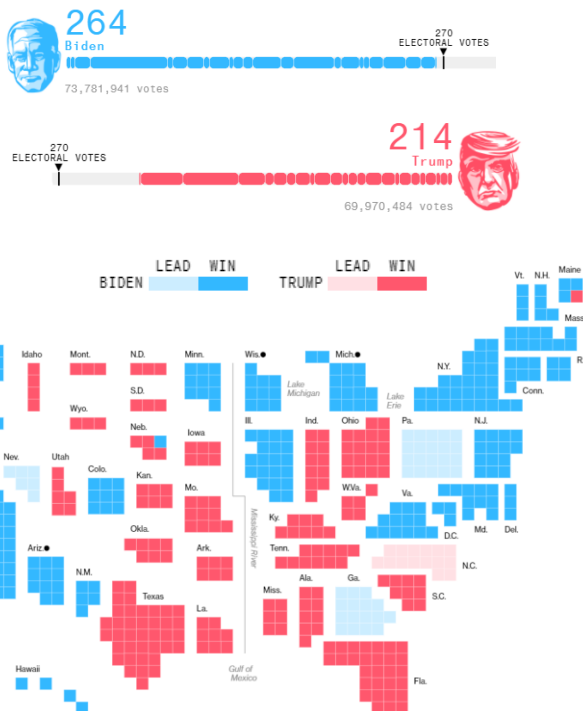 264
Biden
270
ELECTORAL VOTES
73,781,941 votes
270
ELECTORAL VOTES
214
Trump
69,970,484 votes
LEAD WIN
BIDEN
LEAD WIN
TRUMP
Vt.
N.H.
Maine
Mass
Idaho
Mont.
N.D.
Minn.
Wis.
Mich.
N.Y.
R
Conn.
Lake
Michigan
Lake
Erie
S.D.
Wyo.
Neb.
Iowa
Ill.
Ind.
Ohio
Pa.
N.J.
Nev.
Utah
Colo.
Kan.
Mo.
W.Va.
Va.
Ky.
D.C.
Md.
Del.
Okla.
Mississippi River
Ariz.
N.M.
Ark.
Tenn.
N.C.
Texas
La.
Miss.
Ala.
Ga.
S.C.
Hawaii
Gulf of
Mexico
Fla.